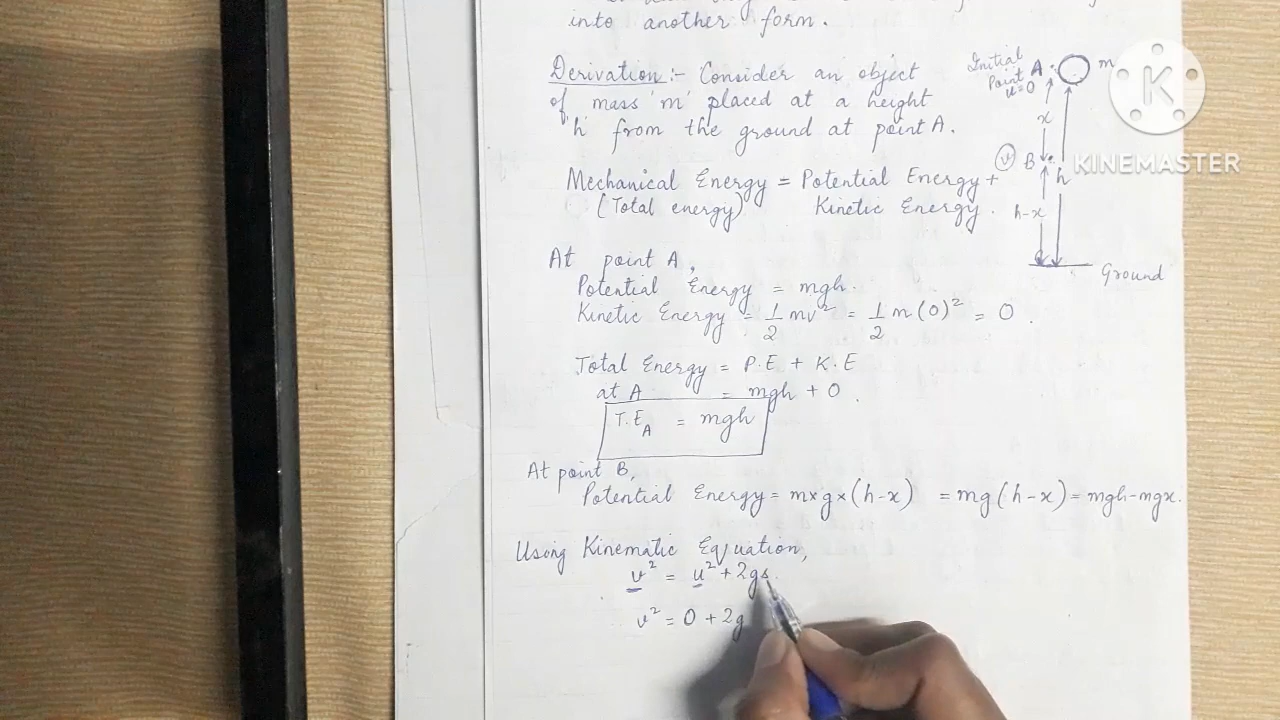 into another form.
Derivation:- Consider an object
of mass 'm' placed at a height
'h' from the ground at point A.
Initial
Point A
u=0
m
x
v B
h
h-x
Ground
KINEMASTER
Mechanical Energy = Potential Energy +
(Total energy) Kinetic Energy.
At point A,
Potential Energy = mgh.
Kinetic Energy = 1/2 mv² = 1/2 m(0)² = 0.
Total Energy = P.E + K.E
at A = mgh + 0.
T.E_A = mgh
At point B,
Potential Energy = m×g×(h-x) = mg(h-x) = mgh-mgx.
Using Kinematic Equation,
v² = u² + 2gs.
v² = 0 + 2g